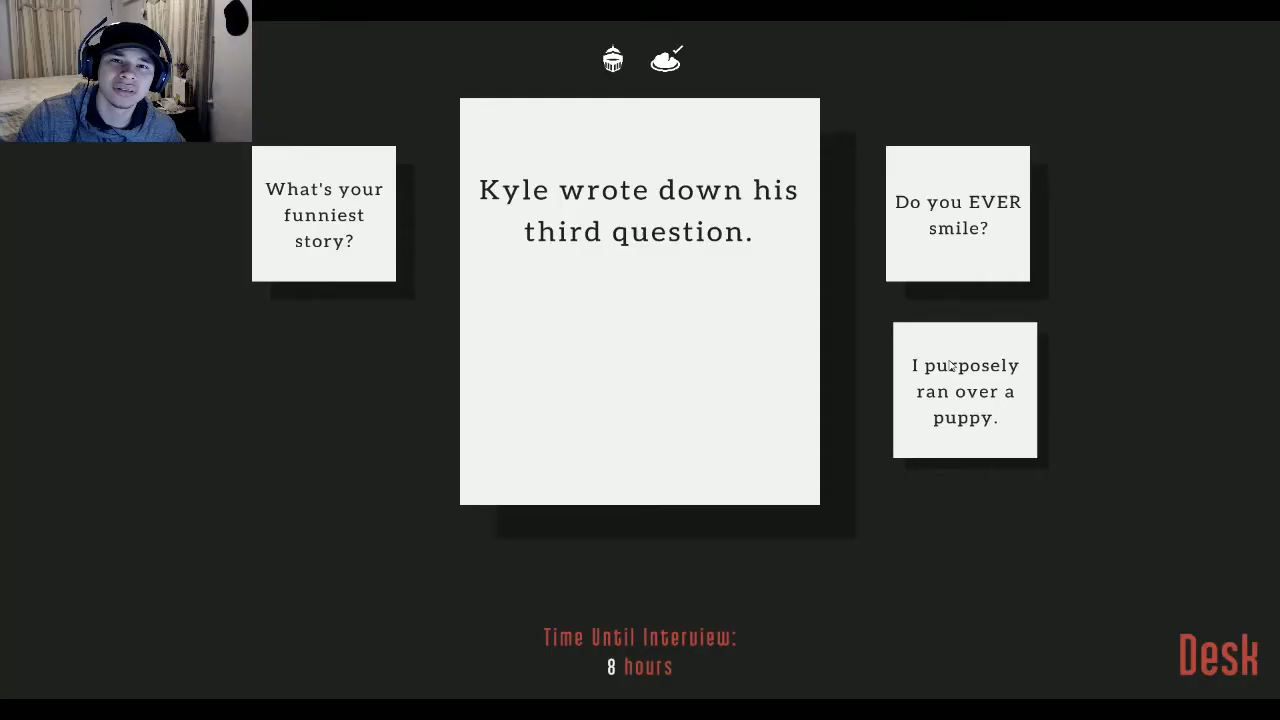 What's your
funniest
story?
Kyle wrote down his
third question.
Do you EVER
smile?
I purposely
ran over a
puppy.
Time Until Interview:
8 hours
Desk